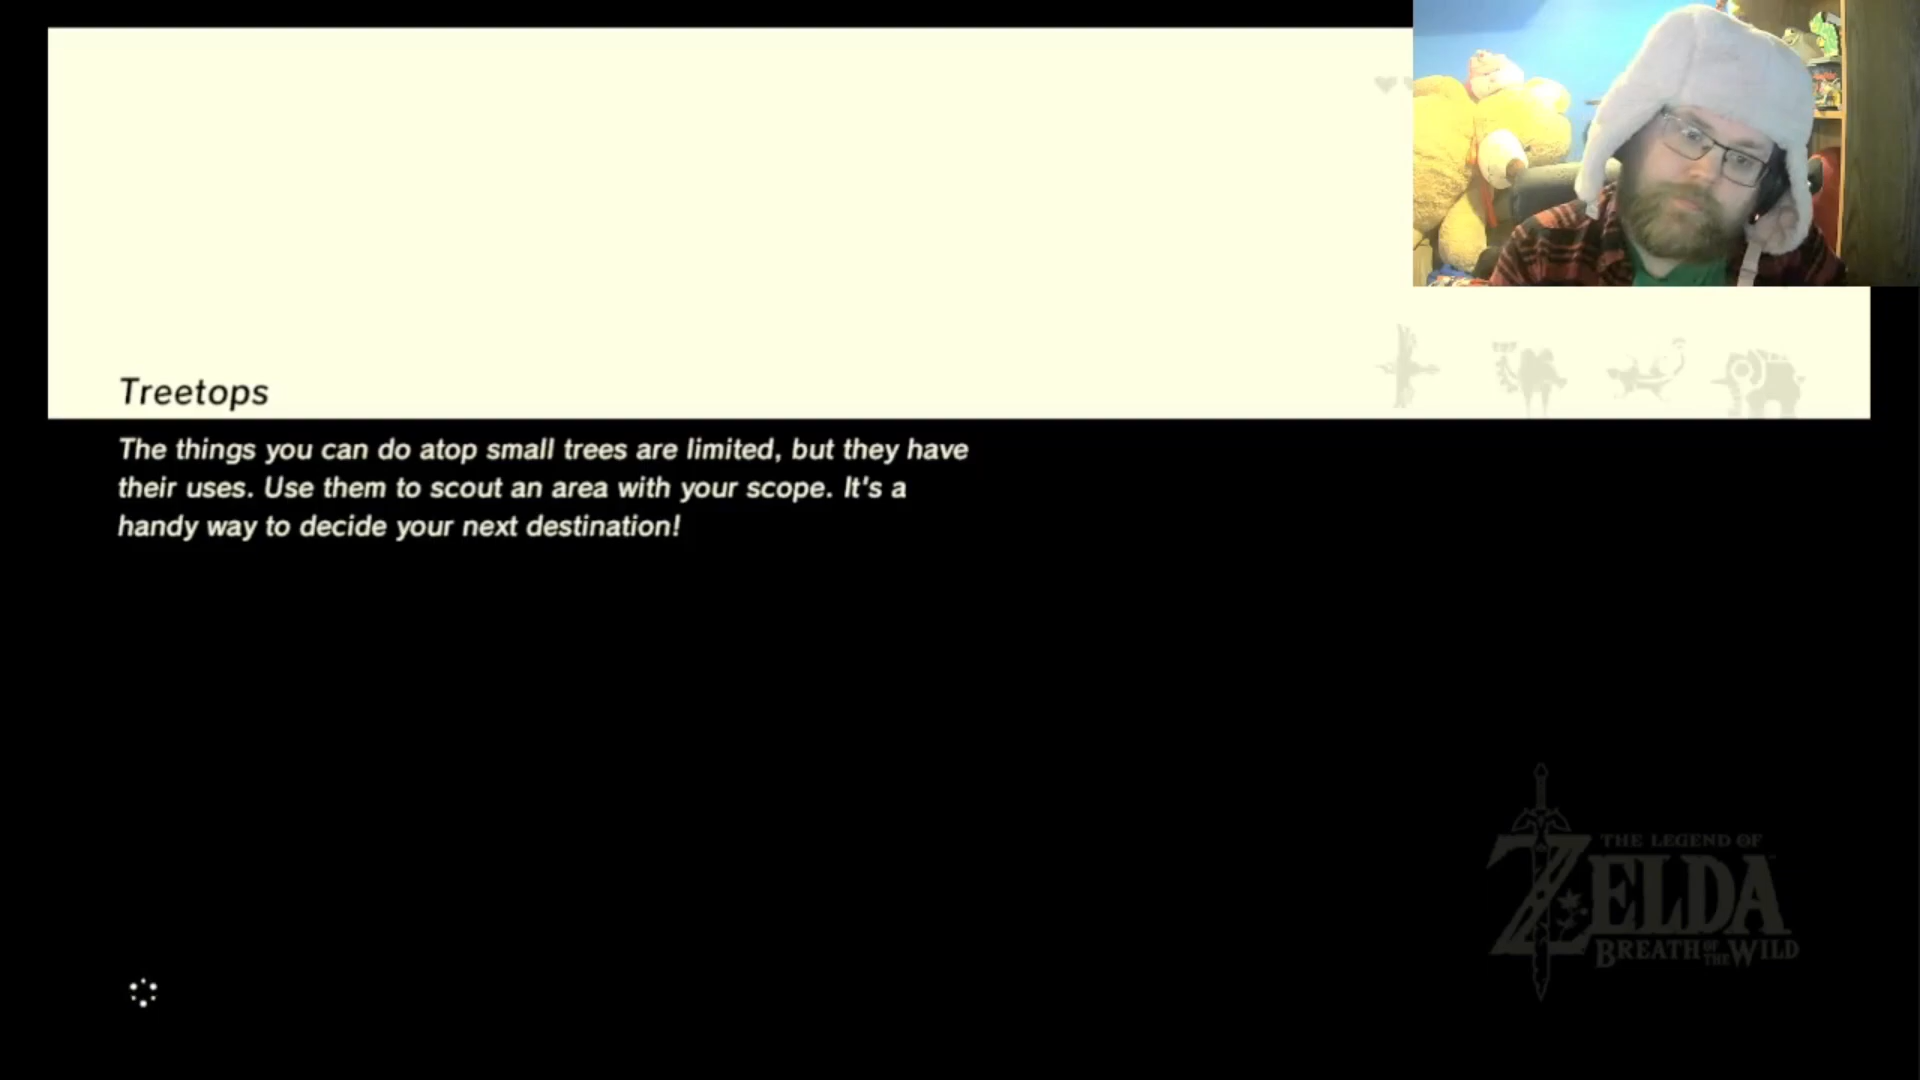 Treetops
The things you can do atop small trees are limited, but they have
their uses. Use them to scout an area with your scope. It's a
handy way to decide your next destination!
THE LEGEND OF
ZELDA
BREATH OF THE WILD